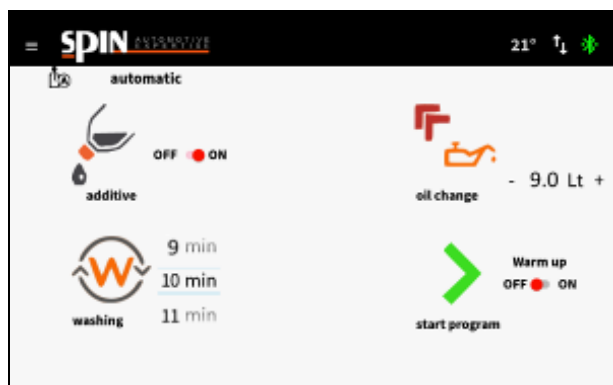 SPIN AUTOMOTIVE EXPERTISE
21°
automatic
OFF ON
additive
- 9.0 Lt +
oil change
W
9 min
10 min
11 min
washing
Warm up
OFF ON
start program